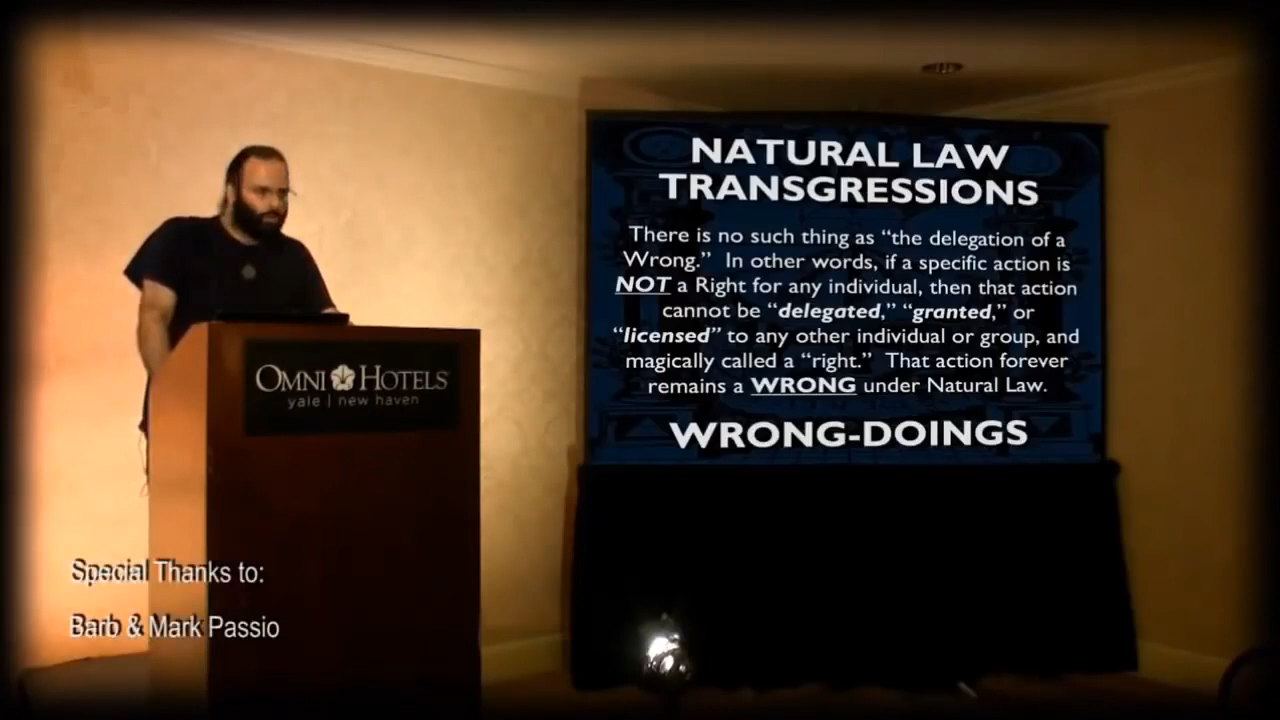 NATURAL LAW
TRANSGRESSIONS
There is no such thing as “the delegation of a
Wrong.” In other words, if a specific action is
NOT a Right for any individual, then that action
cannot be “delegated,” “granted,” or
“licensed” to any other individual or group, and
magically called a “right.” That action forever
remains a WRONG under Natural Law.
WRONG-DOINGS
OMNI HOTELS
yale | new haven
Special Thanks to:
Barb & Mark Passio